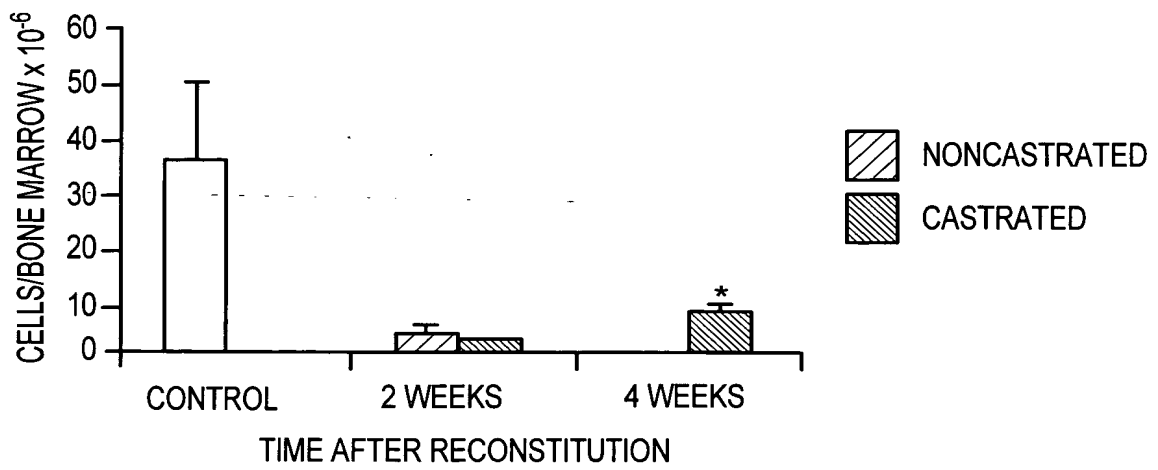 CELLS/BONE MARROW x 10⁻⁶
60
50
40
30
20
10
0
*
CONTROL
2 WEEKS
4 WEEKS
TIME AFTER RECONSTITUTION
NONCASTRATED
CASTRATED